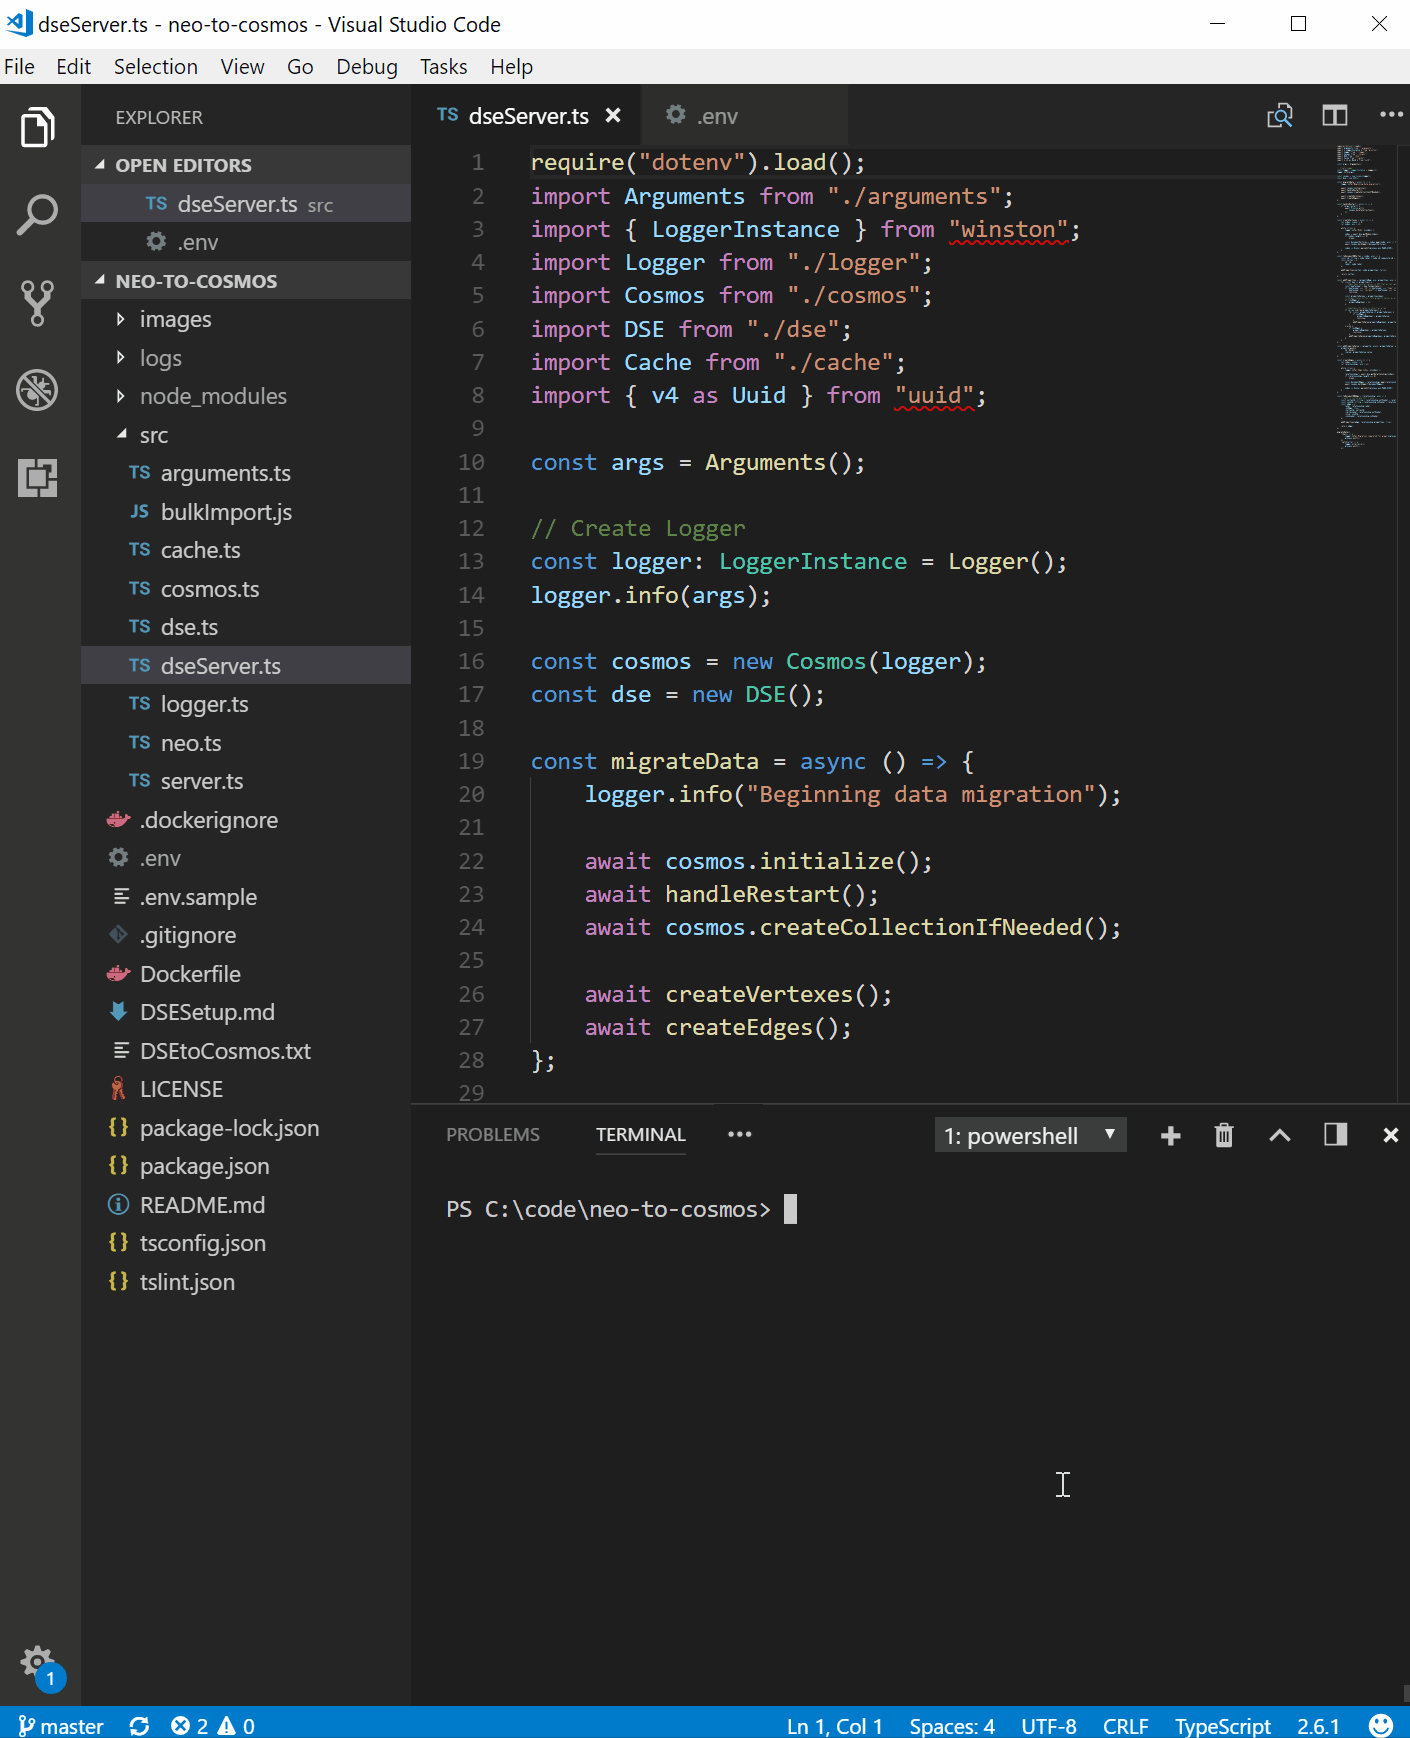 dseServer.ts - neo-to-cosmos - Visual Studio Code
File Edit Selection View Go Debug Tasks Help
EXPLORER
OPEN EDITORS
TS dseServer.ts src
.env
NEO-TO-COSMOS
images
logs
node_modules
src
TS arguments.ts
JS bulkImport.js
TS cache.ts
TS cosmos.ts
TS dse.ts
TS dseServer.ts
TS logger.ts
TS neo.ts
TS server.ts
.dockerignore
.env
.env.sample
.gitignore
Dockerfile
DSESetup.md
DSEtoCosmos.txt
LICENSE
{} package-lock.json
{} package.json
README.md
{} tsconfig.json
{} tslint.json
1
TS dseServer.ts .env
1 require("dotenv").load();
2 import Arguments from "./arguments";
3 import { LoggerInstance } from "winston";
4 import Logger from "./logger";
5 import Cosmos from "./cosmos";
6 import DSE from "./dse";
7 import Cache from "./cache";
8 import { v4 as Uuid } from "uuid";
9
10 const args = Arguments();
11
12 // Create Logger
13 const logger: LoggerInstance = Logger();
14 logger.info(args);
15
16 const cosmos = new Cosmos(logger);
17 const dse = new DSE();
18
19 const migrateData = async () => {
20 logger.info("Beginning data migration");
21
22 await cosmos.initialize();
23 await handleRestart();
24 await cosmos.createCollectionIfNeeded();
25
26 await createVertexes();
27 await createEdges();
28 };
29
PROBLEMS TERMINAL ••• 1: powershell
PS C:\code\neo-to-cosmos>
master 2 0 Ln 1, Col 1 Spaces: 4 UTF-8 CRLF TypeScript 2.6.1